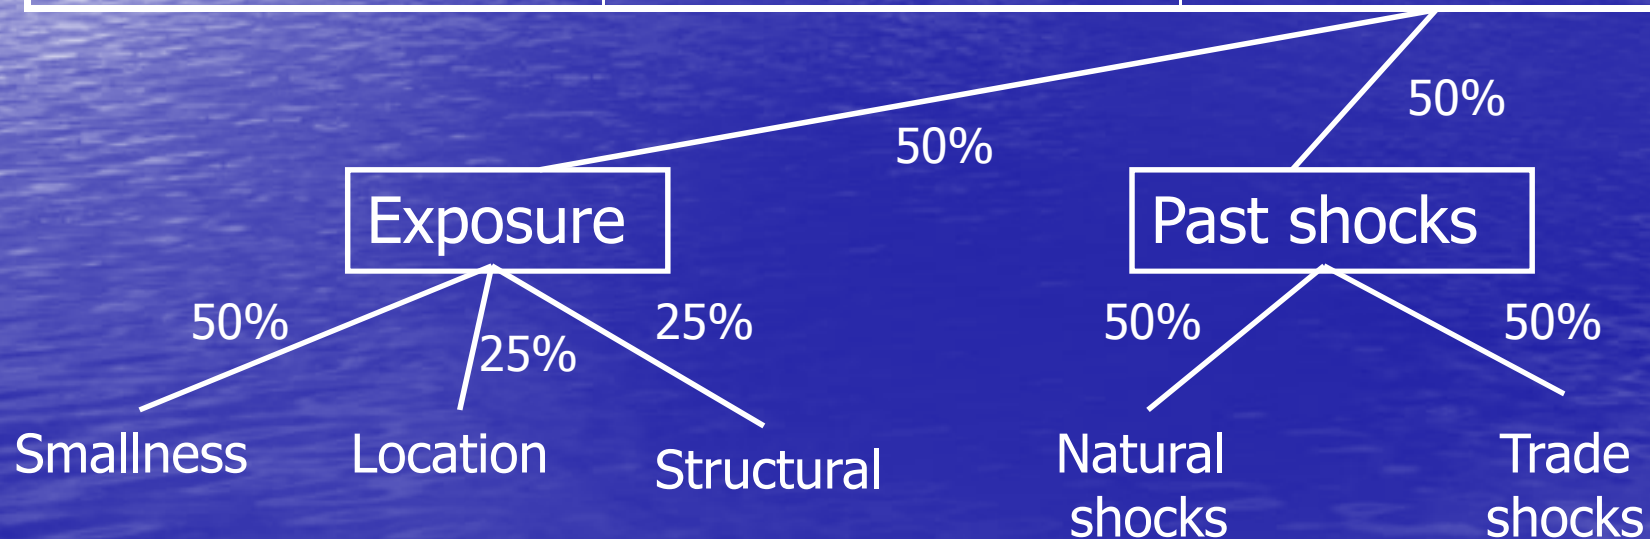 50%
50%
Exposure
Past shocks
50%
25%
25%
50%
50%
Smallness
Location
Structural
Natural
shocks
Trade
shocks